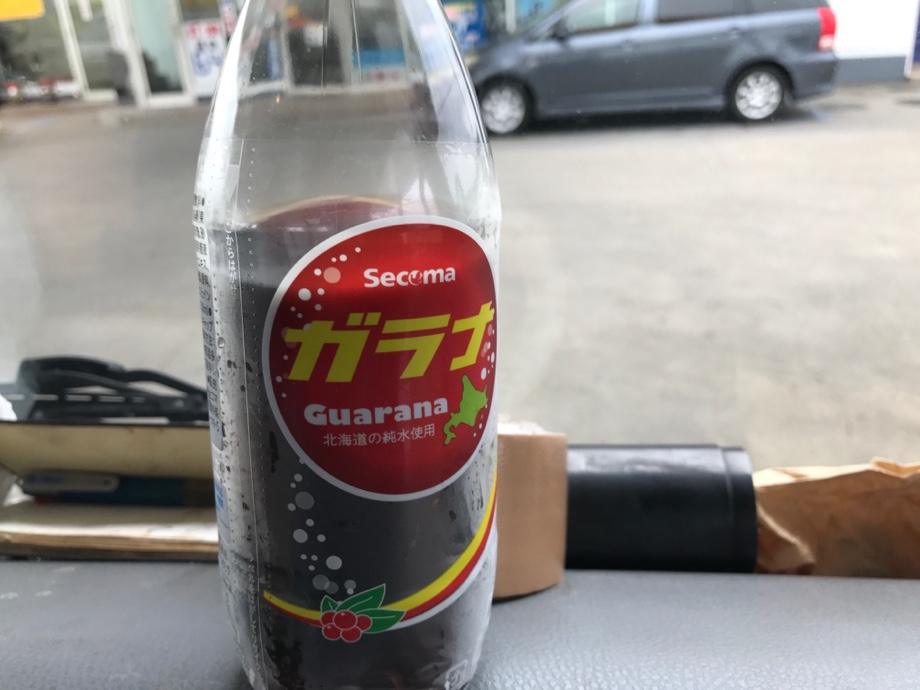 Secoma
ガラナ
Guarana
北海道の純水使用